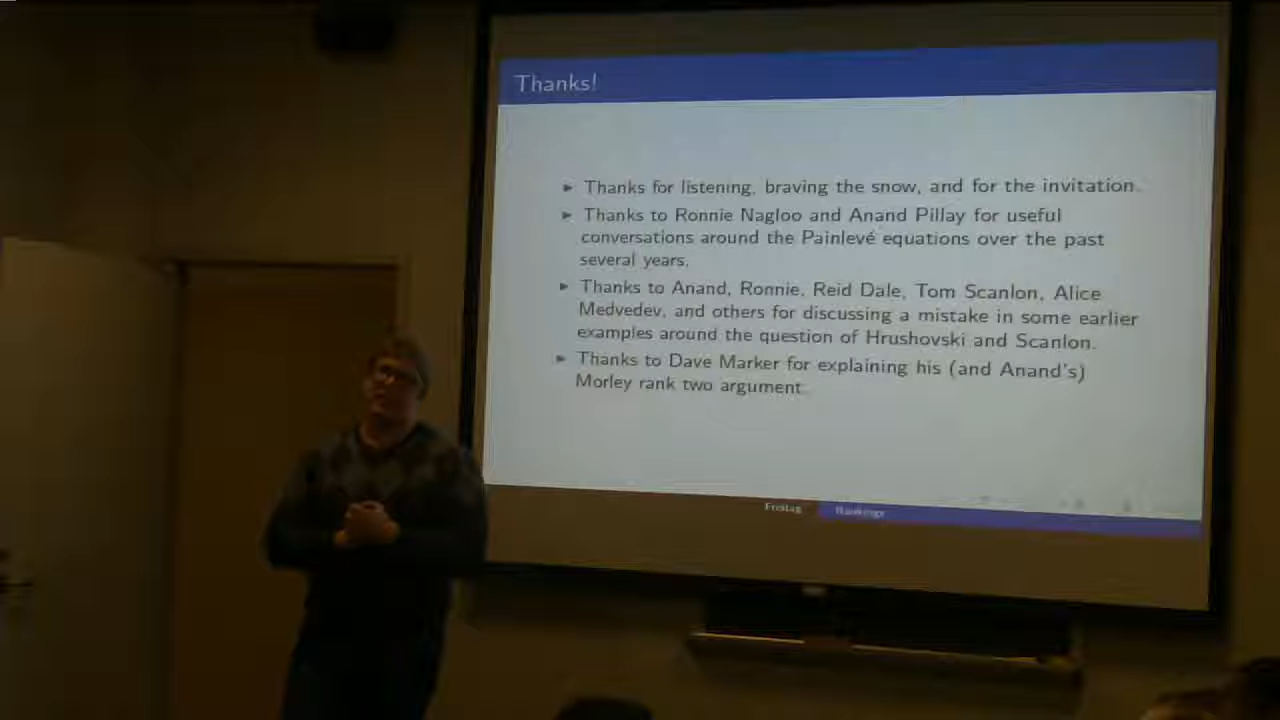 Thanks!
▶ Thanks for listening, braving the snow, and for the invitation.
▶ Thanks to Ronnie Nagloo and Anand Pillay for useful
conversations around the Painlevé equations over the past
several years.
▶ Thanks to Anand, Ronnie, Reid Dale, Tom Scanlon, Alice
Medvedev, and others for discussing a mistake in some earlier
examples around the question of Hrushovski and Scanlon.
▶ Thanks to Dave Marker for explaining his (and Anand's)
Morley rank two argument.
Freitag
Rankings